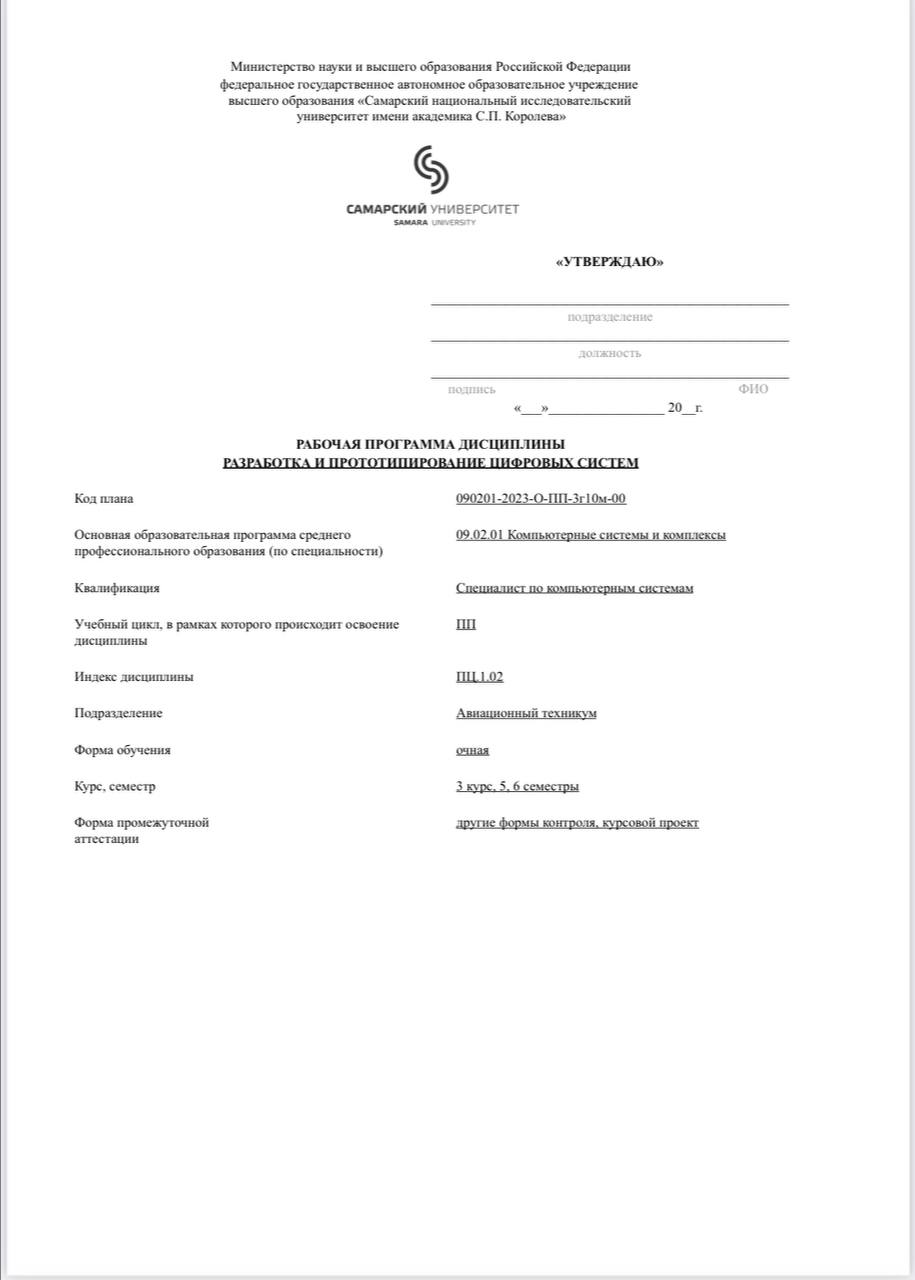 Министерство науки и высшего образования Российской Федерации
федеральное государственное автономное образовательное учреждение
высшего образования «Самарский национальный исследовательский
университет имени академика С.П. Королева»
САМАРСКИЙ УНИВЕРСИТЕТ
SAMARA UNIVERSITY
«УТВЕРЖДАЮ»
подразделение
должность
подпись ФИО
«___»_________________ 20__г.
РАБОЧАЯ ПРОГРАММА ДИСЦИПЛИНЫ
РАЗРАБОТКА И ПРОТОТИПИРОВАНИЕ ЦИФРОВЫХ СИСТЕМ
Код плана 090201-2023-О-ПП-3г10м-00
Основная образовательная программа среднего 09.02.01 Компьютерные системы и комплексы
профессионального образования (по специальности)
Квалификация Специалист по компьютерным системам
Учебный цикл, в рамках которого происходит освоение ПП
дисциплины
Индекс дисциплины ПЦ.1.02
Подразделение Авиационный техникум
Форма обучения очная
Курс, семестр 3 курс, 5, 6 семестры
Форма промежуточной другие формы контроля, курсовой проект
аттестации